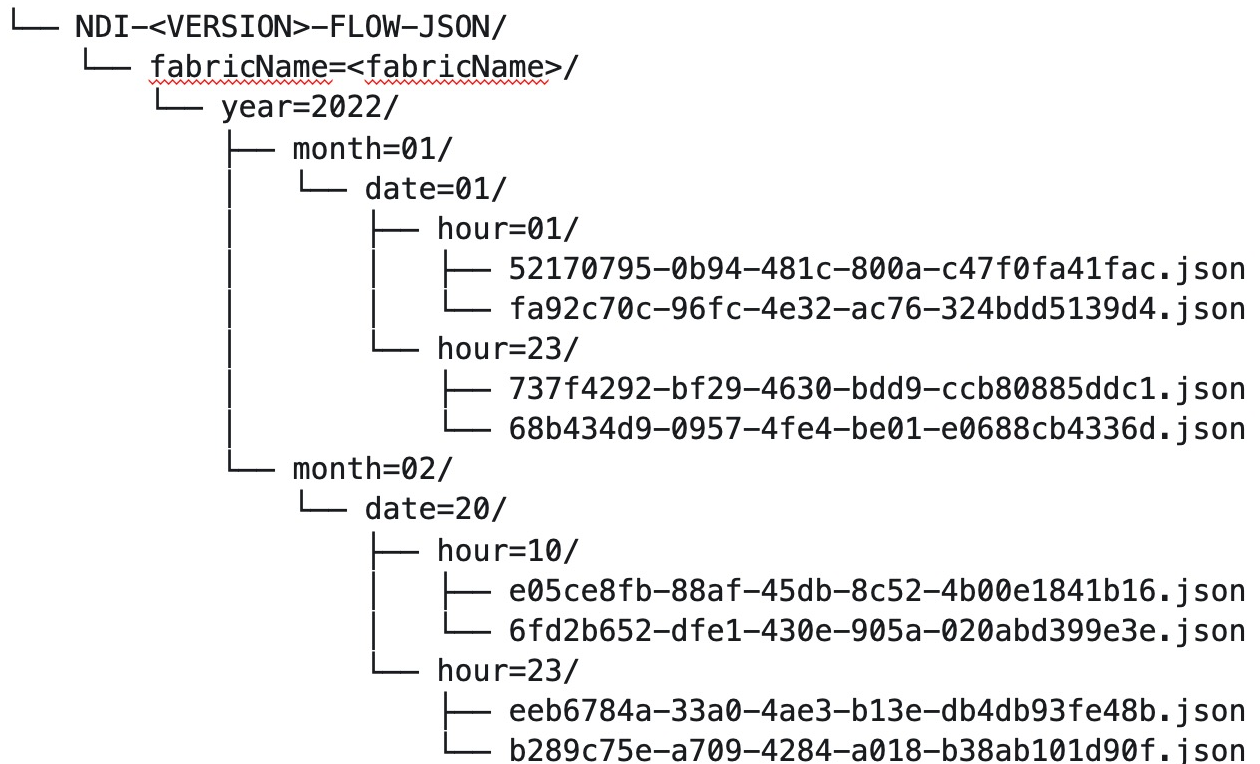 └── NDI-<VERSION>-FLOW-JSON/
    └── fabricName=<fabricName>/
        └── year=2022/
            ├── month=01/
            │   └── date=01/
            │       ├── hour=01/
            │       │   ├── 52170795-0b94-481c-800a-c47f0fa41fac.json
            │       │   └── fa92c70c-96fc-4e32-ac76-324bdd5139d4.json
            │       └── hour=23/
            │           ├── 737f4292-bf29-4630-bdd9-ccb80885ddc1.json
            │           └── 68b434d9-0957-4fe4-be01-e0688cb4336d.json
            └── month=02/
                └── date=20/
                    ├── hour=10/
                    │   ├── e05ce8fb-88af-45db-8c52-4b00e1841b16.json
                    │   └── 6fd2b652-dfe1-430e-905a-020abd399e3e.json
                    └── hour=23/
                        ├── eeb6784a-33a0-4ae3-b13e-db4db93fe48b.json
                        └── b289c75e-a709-4284-a018-b38ab101d90f.json